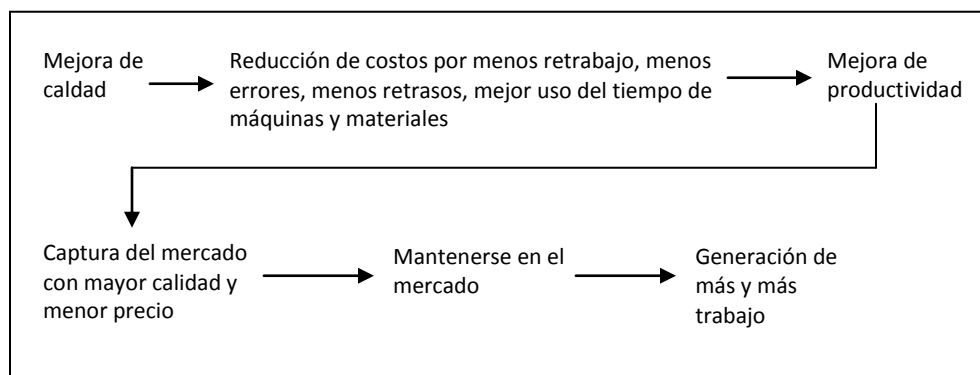 Mejora de
caldad
Reducción de costos por menos retrabajo, menos
errores, menos retrasos, mejor uso del tiempo de
máquinas y materiales
Mejora de
productividad
Captura del mercado
con mayor calidad y
menor precio
Mantenerse en el
mercado
Generación de
más y más
trabajo